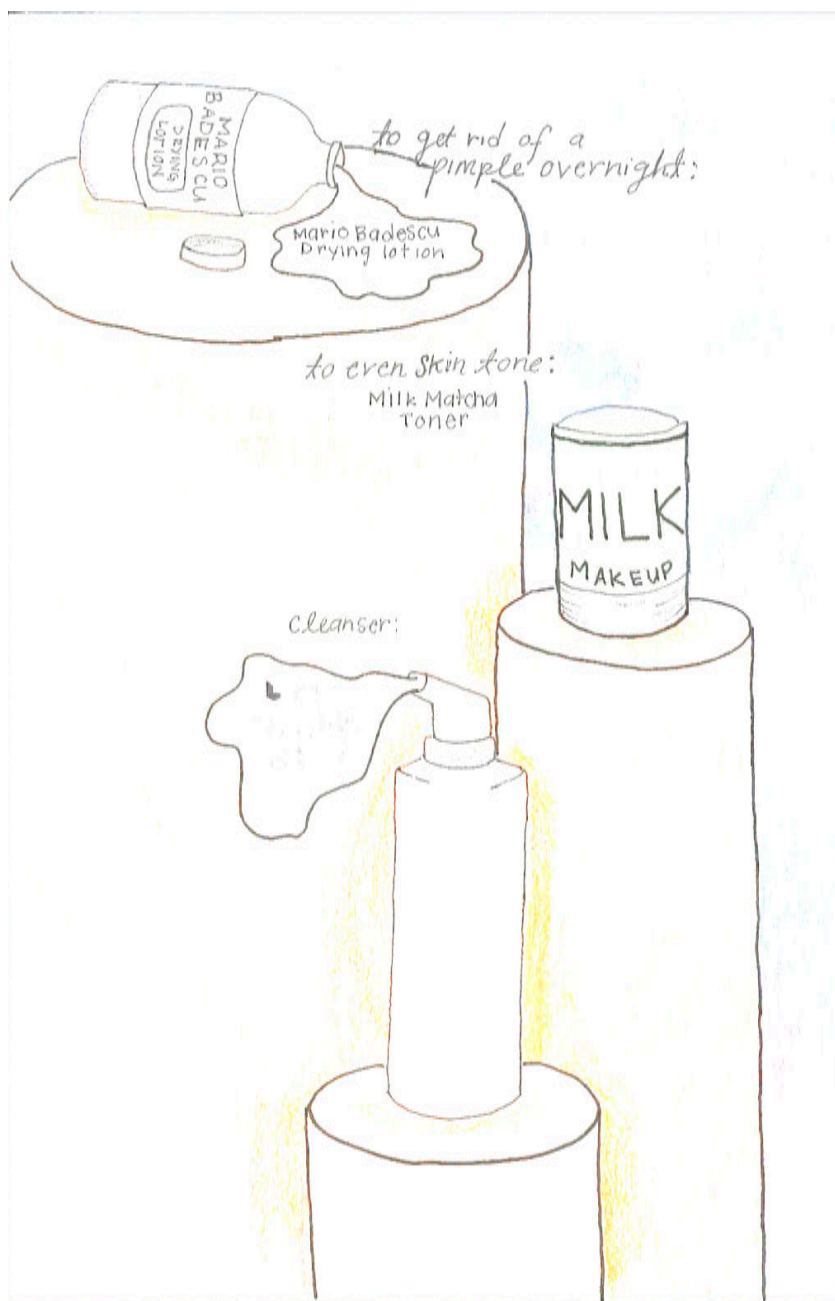 MARIO
BADESCU
DRYING
LOTION
to get rid of a
pimple overnight:
Mario Badescu
Drying lotion
to even skin tone:
Milk Matcha
Toner
MILK
MAKEUP
cleanser:
L